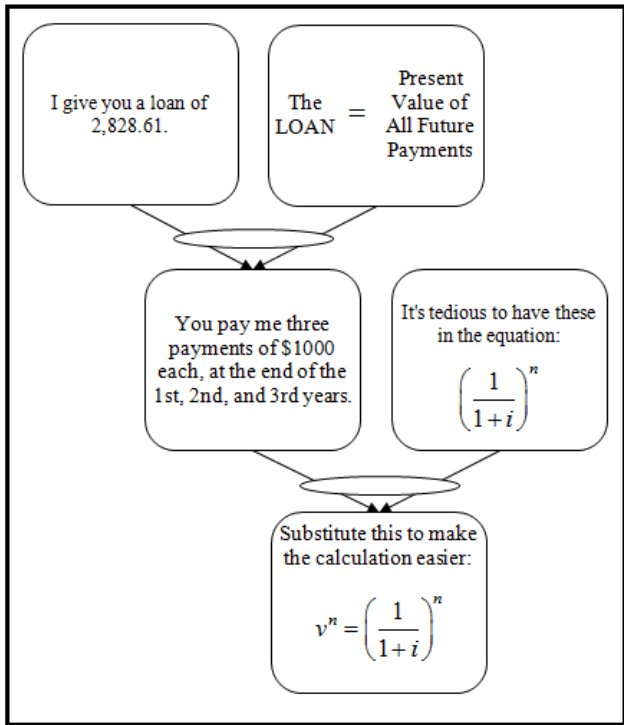 I give you a loan of
2,828.61.
The
LOAN
=
Present
Value of
All Future
Payments
You pay me three
payments of $1000
each, at the end of the
1st, 2nd, and 3rd years.
It's tedious to have these
in the equation:
(1/(1+i))^n
Substitute this to make
the calculation easier:
v^n = (1/(1+i))^n